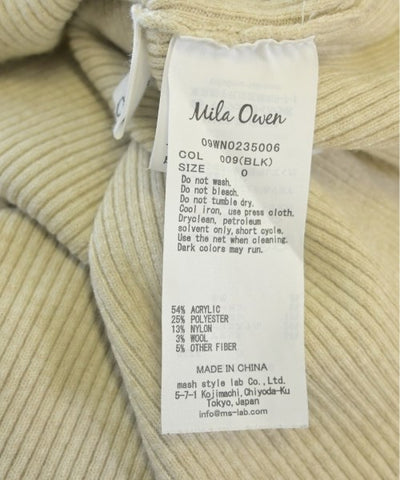 Mila Owen
09WN0235006
COL 009(BLK)
SIZE 0
Do not wash.
Do not bleach.
Do not tumble dry.
Cool iron, use press cloth.
Dryclean, petroleum
solvent only, short cycle.
Use the net when cleaning.
Dark colors may run.
54% ACRYLIC
25% POLYESTER
13% NYLON
3% WOOL
5% OTHER FIBER
MADE IN CHINA
mash style lab Co., Ltd.
5-7-1 Kojimachi, Chiyoda-Ku
Tokyo, Japan
info@ms-lab.com